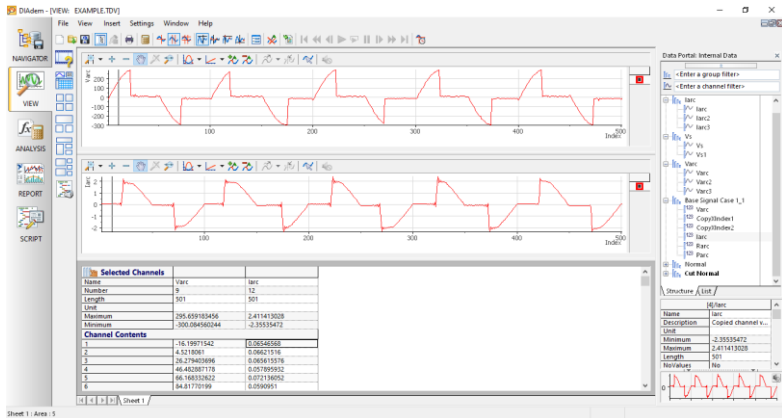 DIAdem - [VIEW: EXAMPLE.TDV]
File View Insert Settings Window Help
NAVIGATOR
VIEW
ANALYSIS
REPORT
SCRIPT
Varc
200
100
0
-100
-200
-300
100 200 300 400 500
Index
Iarc
2
1
0
-1
-2
100 200 300 400 500
Index
Selected Channels
Name Varc Iarc
Number 9 12
Length 501 501
Unit
Maximum 295.659183456 2.411413028
Minimum -300.084560244 -2.35535472
Channel Contents
1 -16.19971542 0.06546568
2 4.5218061 0.06621516
3 26.279403696 0.065615576
4 46.482887178 0.057895932
5 66.168332622 0.072136052
6 84.81770199 0.0590951
Sheet 1
Sheet 1 : Area : 5
Data Portal: Internal Data
<Enter a group filter>
<Enter a channel filter>
Iarc
Iarc
Iarc2
Iarc3
Vs
Vs
Vs1
Varc
Varc
Varc2
Varc3
Base Signal Case 1_1
Varc
CopyXIndex1
CopyXIndex2
Iarc
Rarc
Parc
Normal
Cut Normal
Structure List
[4]/Iarc
Name Iarc
Description Copied channel v...
Unit
Minimum -2.35535472
Maximum 2.411413028
Length 501
NoValues No
0